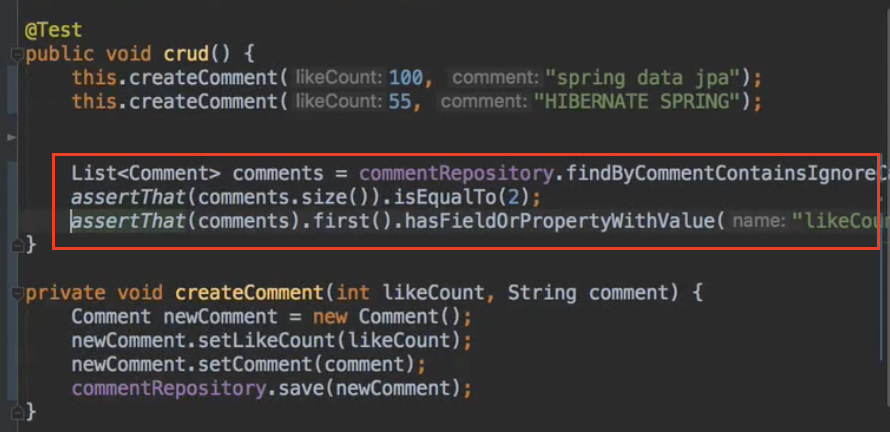 @Test
public void crud() {
this.createComment( likeCount: 100, comment: "spring data jpa");
this.createComment( likeCount: 55, comment: "HIBERNATE SPRING");
List<Comment> comments = commentRepository.findByCommentContainsIgnoreCa
assertThat(comments.size()).isEqualTo(2);
assertThat(comments).first().hasFieldOrPropertyWithValue( name: "likeCou
}
private void createComment(int likeCount, String comment) {
Comment newComment = new Comment();
newComment.setLikeCount(likeCount);
newComment.setComment(comment);
commentRepository.save(newComment);
}